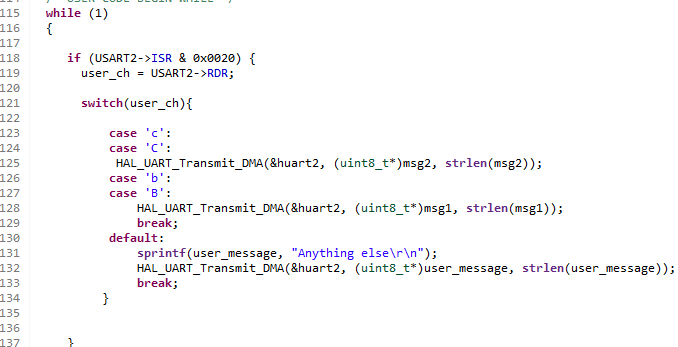 115 while (1)
116 {
117
118 if (USART2->ISR & 0x0020) {
119 user_ch = USART2->RDR;
120
121 switch(user_ch){
122
123 case 'c':
124 case 'C':
125 HAL_UART_Transmit_DMA(&huart2, (uint8_t*)msg2, strlen(msg2));
126 case 'b':
127 case 'B':
128 HAL_UART_Transmit_DMA(&huart2, (uint8_t*)msg1, strlen(msg1));
129 break;
130 default:
131 sprintf(user_message, "Anything else\r\n");
132 HAL_UART_Transmit_DMA(&huart2, (uint8_t*)user_message, strlen(user_message));
133 break;
134 }
135
136
137 }